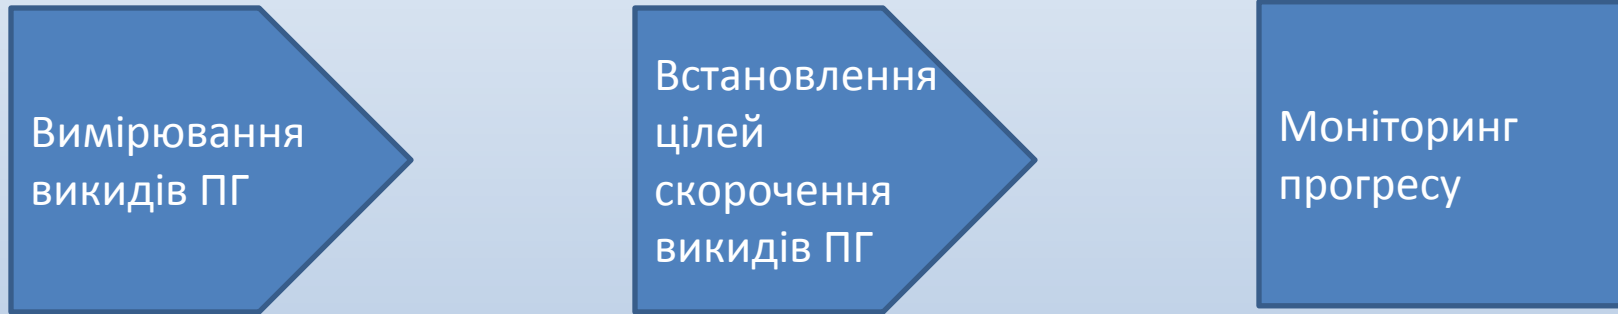 Вимірювання
викидів ПГ
Встановлення
цілей
скорочення
викидів ПГ
Моніторинг
прогресу